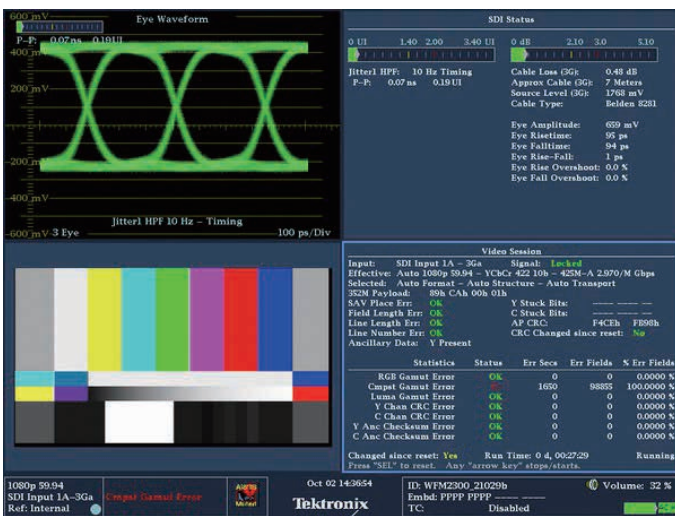 600 mV
Eye Waveform
P-P: 0.07 ns 0.19UI
400 mV
200 mV
-200 mV
-400 mV
Jitter1 HPF 10 Hz - Timing
-600 mV 3 Eye 100 ps/Div
SDI Status
0 UI 1.40 2.00 3.40 UI
0 dB 2.10 3.0 5.10
Jitter1 HPF: 10 Hz Timing
P-P: 0.07 ns 0.19 UI
Cable Loss (3G): 0.48 dB
Approx Cable (3G): 7 Meters
Source Level (3G): 1768 mV
Cable Type: Belden 8281
Eye Amplitude: 659 mV
Eye Risetime: 95 ps
Eye Falltime: 94 ps
Eye Rise-Fall: 1 ps
Eye Rise Overshoot: 0.0 %
Eye Fall Overshoot: 0.0 %
Video Session
Input: SDI Input 1A - 3Ga Signal: Locked
Effective: Auto 1080p 59.94 - YCbCr 422 10b - 425M-A 2.970/M Gbps
Selected: Auto Format - Auto Structure - Auto Transport
352M Payload: 89h CAh 00h 01h
SAV Place Err: OK Y Stuck Bits: ---- ---- --
Field Length Err: OK C Stuck Bits: ---- ---- --
Line Length Err: OK AP CRC: F4CEh FB98h
Line Number Err: OK CRC Changed since reset: No
Ancillary Data: Y Present
Statistics Status Err Secs Err Fields % Err Fields
RGB Gamut Error OK 0 0 0.0000 %
Cmpst Gamut Error 1650 98855 100.0000 %
Luma Gamut Error OK 0 0 0.0000 %
Y Chan CRC Error OK 0 0 0.0000 %
C Chan CRC Error OK 0 0 0.0000 %
Y Anc Checksum Error OK 0 0 0.0000 %
C Anc Checksum Error OK 0 0 0.0000 %
Changed since reset: Yes Run Time: 0 d, 00:27:29 Running
Press "SEL" to reset. Any "arrow key" stops/starts.
1080p 59.94
SDI Input 1A-3Ga
Ref: Internal
Cmpst Gamut Error
Alarms
Muted
Oct 02 14:36:54
Tektronix
ID: WFM2300_21029b
Embd: PPPP PPPP ---- ----
TC: Disabled
Volume: 32 %